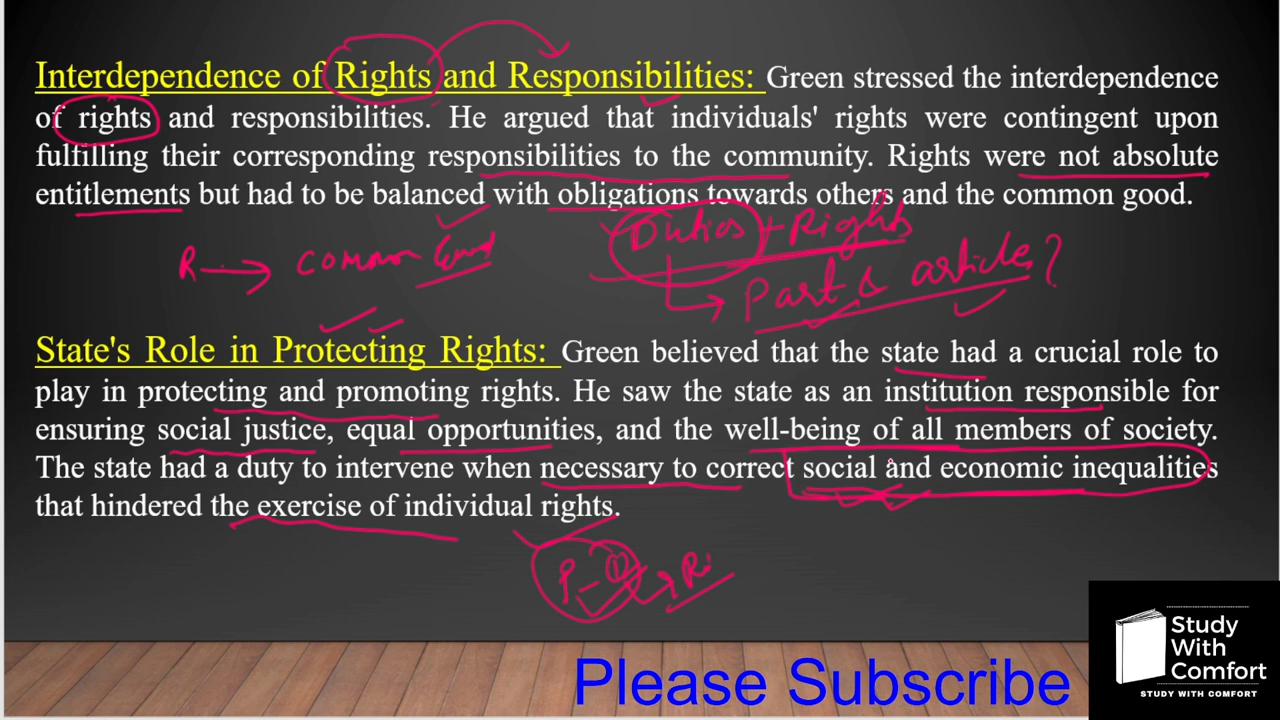 Interdependence of Rights and Responsibilities: Green stressed the interdependence
of rights and responsibilities. He argued that individuals' rights were contingent upon
fulfilling their corresponding responsibilities to the community. Rights were not absolute
entitlements but had to be balanced with obligations towards others and the common good.
Duties + Rights
R → common Good
Part & article?
State's Role in Protecting Rights: Green believed that the state had a crucial role to
play in protecting and promoting rights. He saw the state as an institution responsible for
ensuring social justice, equal opportunities, and the well-being of all members of society.
The state had a duty to intervene when necessary to correct social and economic inequalities
that hindered the exercise of individual rights.
Study
With
Comfort
STUDY WITH COMFORT
Please Subscribe